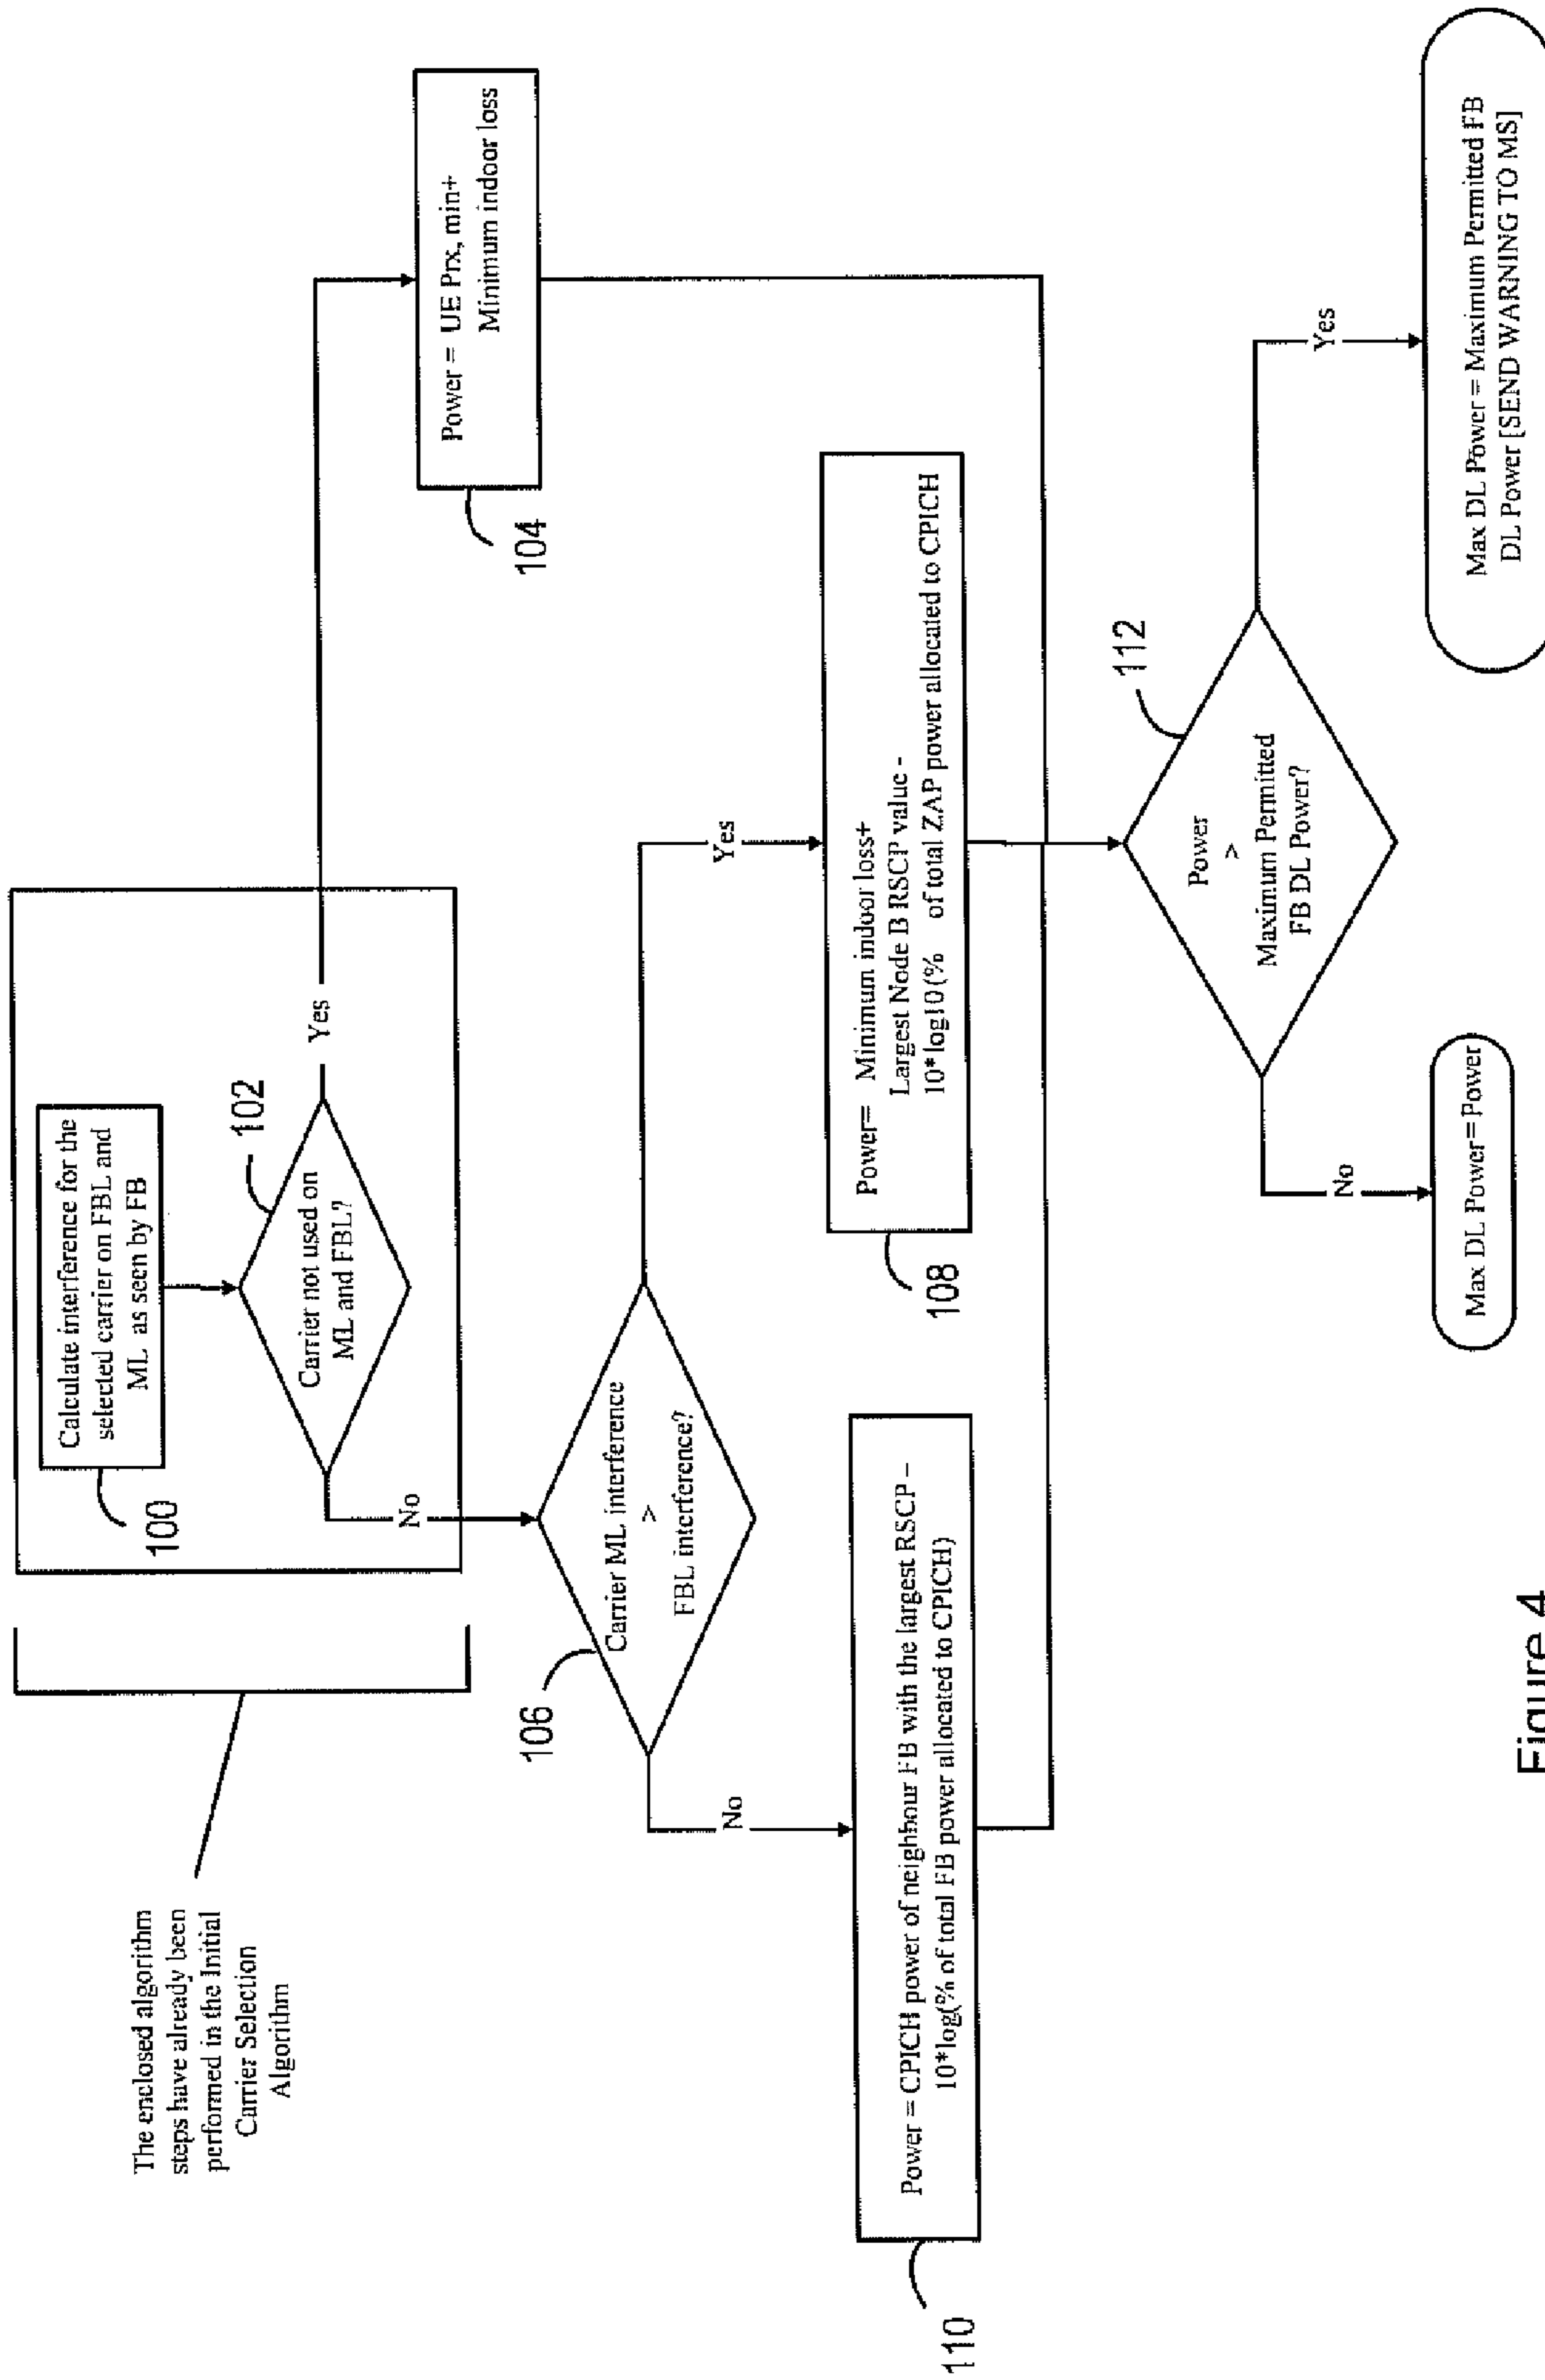 The enclosed algorithm
steps have already been
performed in the Initial
Carrier Selection
Algorithm
Calculate interference for the
selected carrier on FBL and
ML as seen by FB
100
Carrier not used on
ML and FBL?
102
Yes
No
Power = UE Prx, min+
Minimum indoor loss
104
Carrier ML interference
>
FBL interference?
106
Yes
No
Power= Minimum indoor loss+
Largest Node B RSCP value -
10*log10(% of total ZAP power allocated to CPICH
108
Power = CPICH power of neighbour FB with the largest RSCP –
10*log(% of total FB power allocated to CPICH)
110
Power
>
Maximum Permitted
FB DL Power?
112
No
Yes
Max DL Power= Power
Max DL Power = Maximum Permitted FB
DL Power [SEND WARNING TO MS]
Figure 4